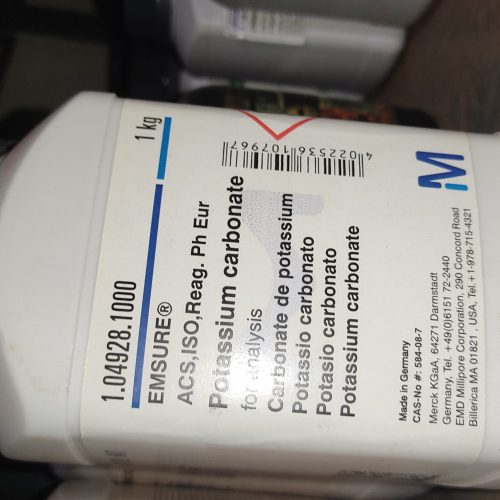 1.04928.1000
1 kg
EMSURE®
ACS,ISO,Reag. Ph Eur
Potassium carbonate
for analysis
Carbonate de potassium
Potassio carbonato
Potasio carbonato
Potassium carbonate
4 022536 107967
M
Made in Germany
CAS-No #: 584-08-7
Merck KGaA, 64271 Darmstadt
Germany, Tel. +49(0)6151 72-2440
EMD Millipore Corporation, 290 Concord Road
Billerica MA 01821, USA, Tel.+1-978-715-4321